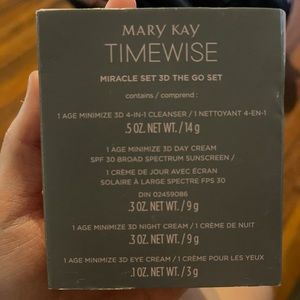 MARY KAY
TIMEWISE
MIRACLE SET 3D THE GO SET
contains / comprend :
1 AGE MINIMIZE 3D 4-IN-1 CLEANSER / 1 NETTOYANT 4-EN-1
.5 OZ. NET WT. / 14 g
1 AGE MINIMIZE 3D DAY CREAM
SPF 30 BROAD SPECTRUM SUNSCREEN /
1 CRÈME DE JOUR AVEC ÉCRAN
SOLAIRE À LARGE SPECTRE FPS 30
DIN 02459086
.3 OZ. NET WT. / 9 g
1 AGE MINIMIZE 3D NIGHT CREAM / 1 CRÈME DE NUIT
.3 OZ. NET WT. / 9 g
1 AGE MINIMIZE 3D EYE CREAM / 1 CRÈME POUR LES YEUX
.1 OZ. NET WT. / 3 g